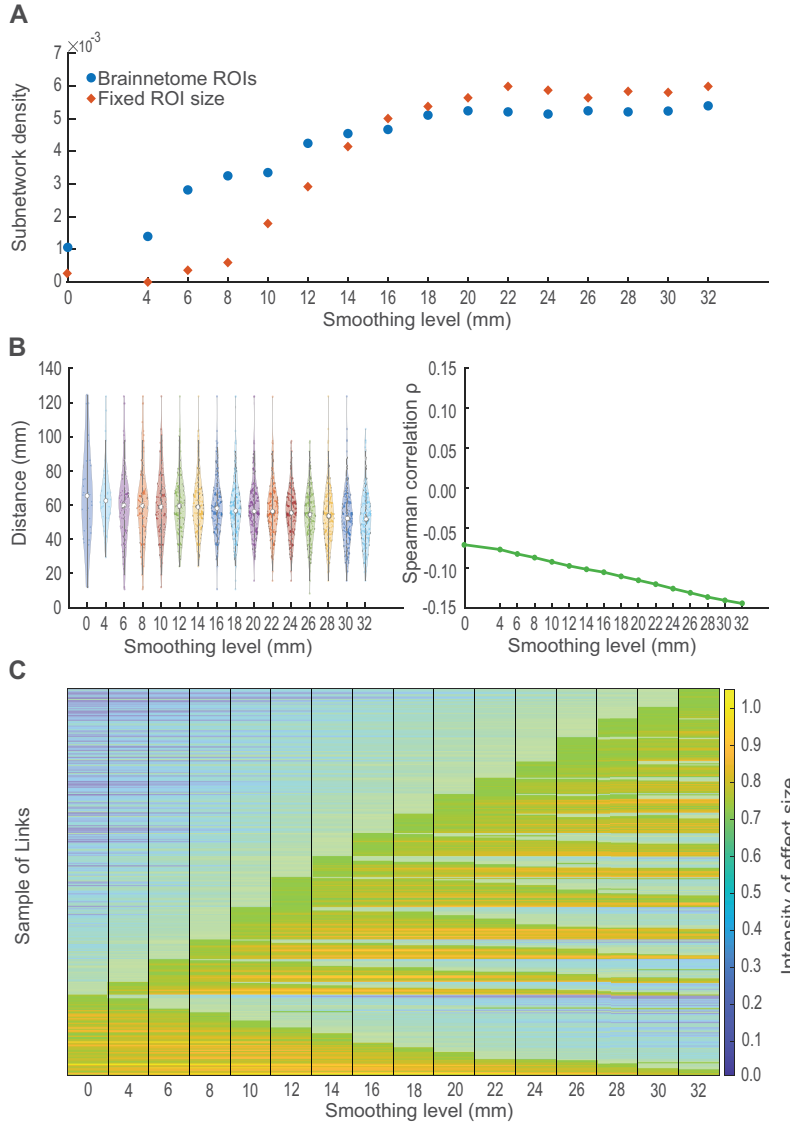 A
×10⁻³
7
6
5
4
3
2
1
0
Subnetwork density
Brainnetome ROIs
Fixed ROI size
0 4 6 8 10 12 14 16 18 20 22 24 26 28 30 32
Smoothing level (mm)
B
140
120
100
80
60
40
20
0
Distance (mm)
0 4 6 8 10 12 14 16 18 20 22 24 26 28 30 32
Smoothing level (mm)
0.15
0.10
0.05
0.00
-0.05
-0.10
-0.15
Spearman correlation ρ
0 4 6 8 10 12 14 16 18 20 22 24 26 28 30 32
Smoothing level (mm)
C
Sample of Links
0 4 6 8 10 12 14 16 18 20 22 24 26 28 30 32
Smoothing level (mm)
1.0
0.9
0.8
0.7
0.6
0.5
0.4
0.3
0.2
0.1
0.0
Intensity of effect size